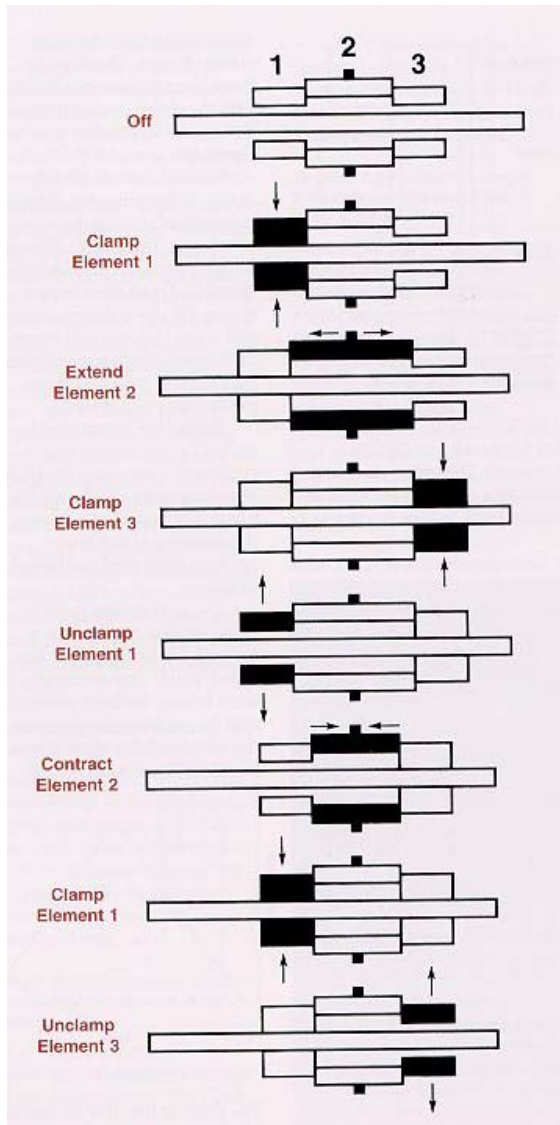 1 2 3
Off
Clamp
Element 1
Extend
Element 2
Clamp
Element 3
Unclamp
Element 1
Contract
Element 2
Clamp
Element 1
Unclamp
Element 3